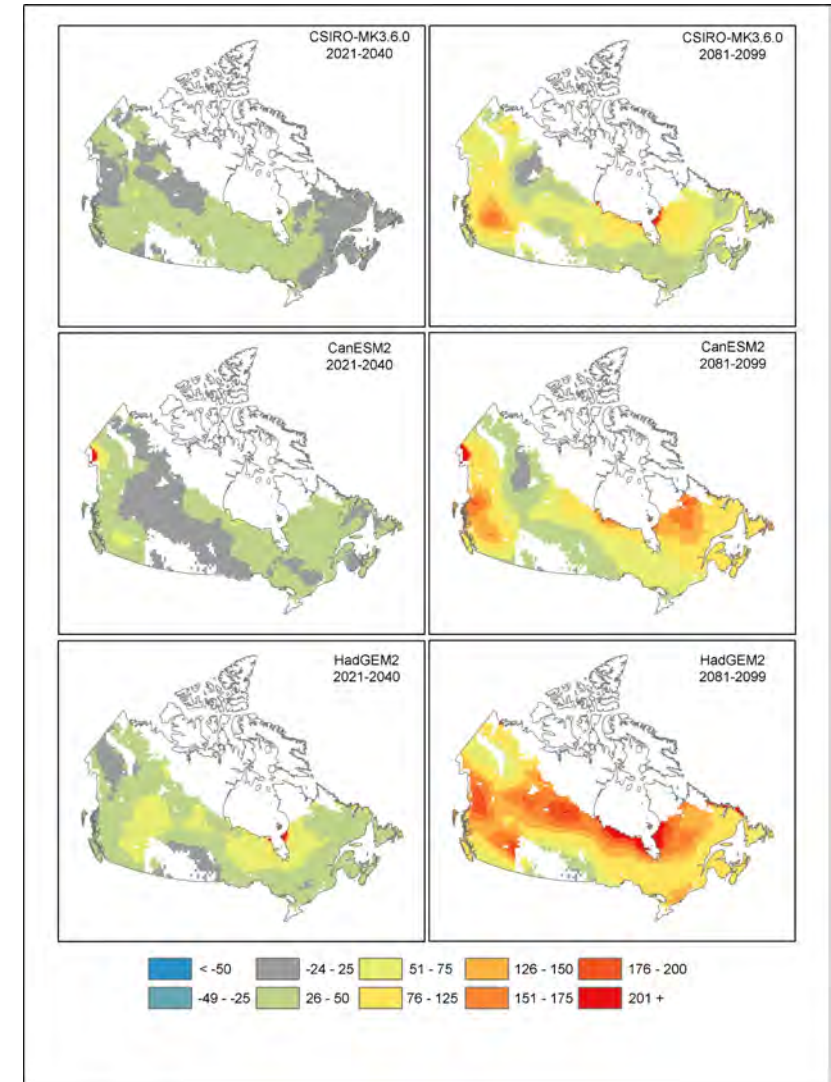 CSIRO-MK3.6.0
2021-2040
CSIRO-MK3.6.0
2081-2099
CanESM2
2021-2040
CanESM2
2081-2099
HadGEM2
2021-2040
HadGEM2
2081-2099
< -50
-24 - 25
51 - 75
126 - 150
176 - 200
-49 - -25
26 - 50
76 - 125
151 - 175
201 +